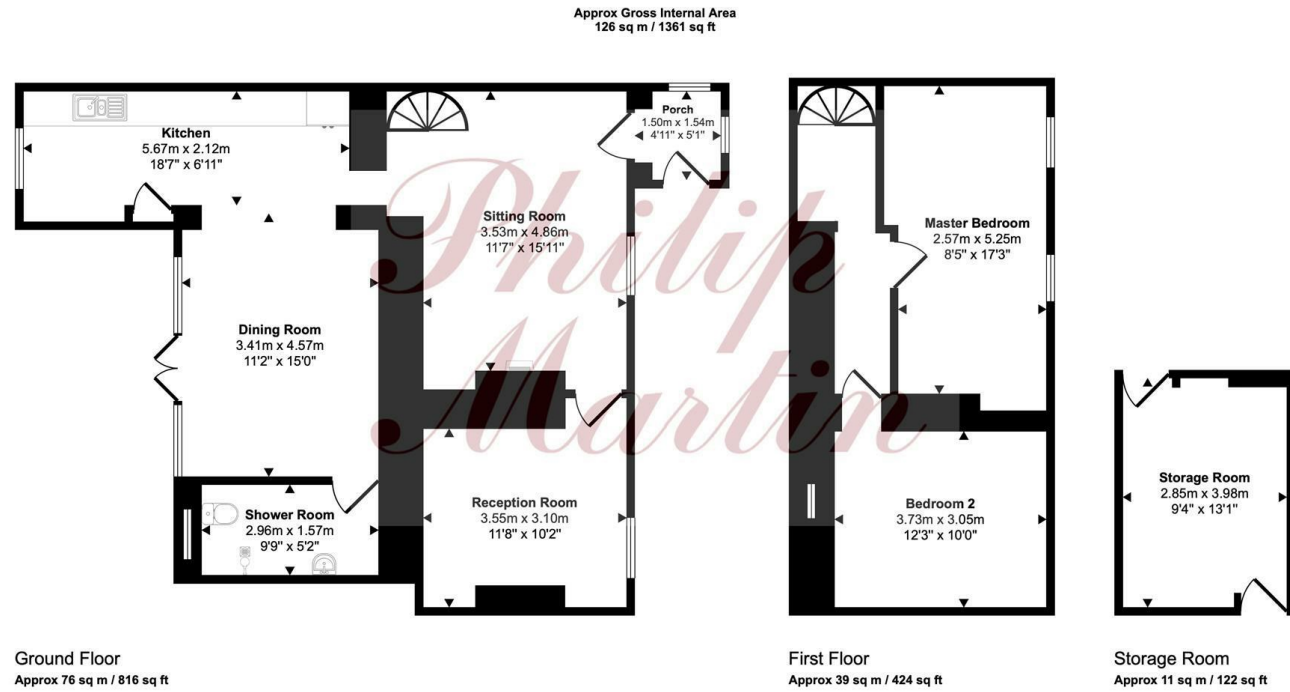 Approx Gross Internal Area
126 sq m / 1361 sq ft
Kitchen
5.67m x 2.12m
18'7" x 6'11"
Porch
1.50m x 1.54m
4'11" x 5'1"
Sitting Room
3.53m x 4.86m
11'7" x 15'11"
Master Bedroom
2.57m x 5.25m
8'5" x 17'3"
Dining Room
3.41m x 4.57m
11'2" x 15'0"
Philip
Martin
Storage Room
2.85m x 3.98m
9'4" x 13'1"
Reception Room
3.55m x 3.10m
11'8" x 10'2"
Bedroom 2
3.73m x 3.05m
12'3" x 10'0"
Shower Room
2.96m x 1.57m
9'9" x 5'2"
Ground Floor
Approx 76 sq m / 816 sq ft
First Floor
Approx 39 sq m / 424 sq ft
Storage Room
Approx 11 sq m / 122 sq ft